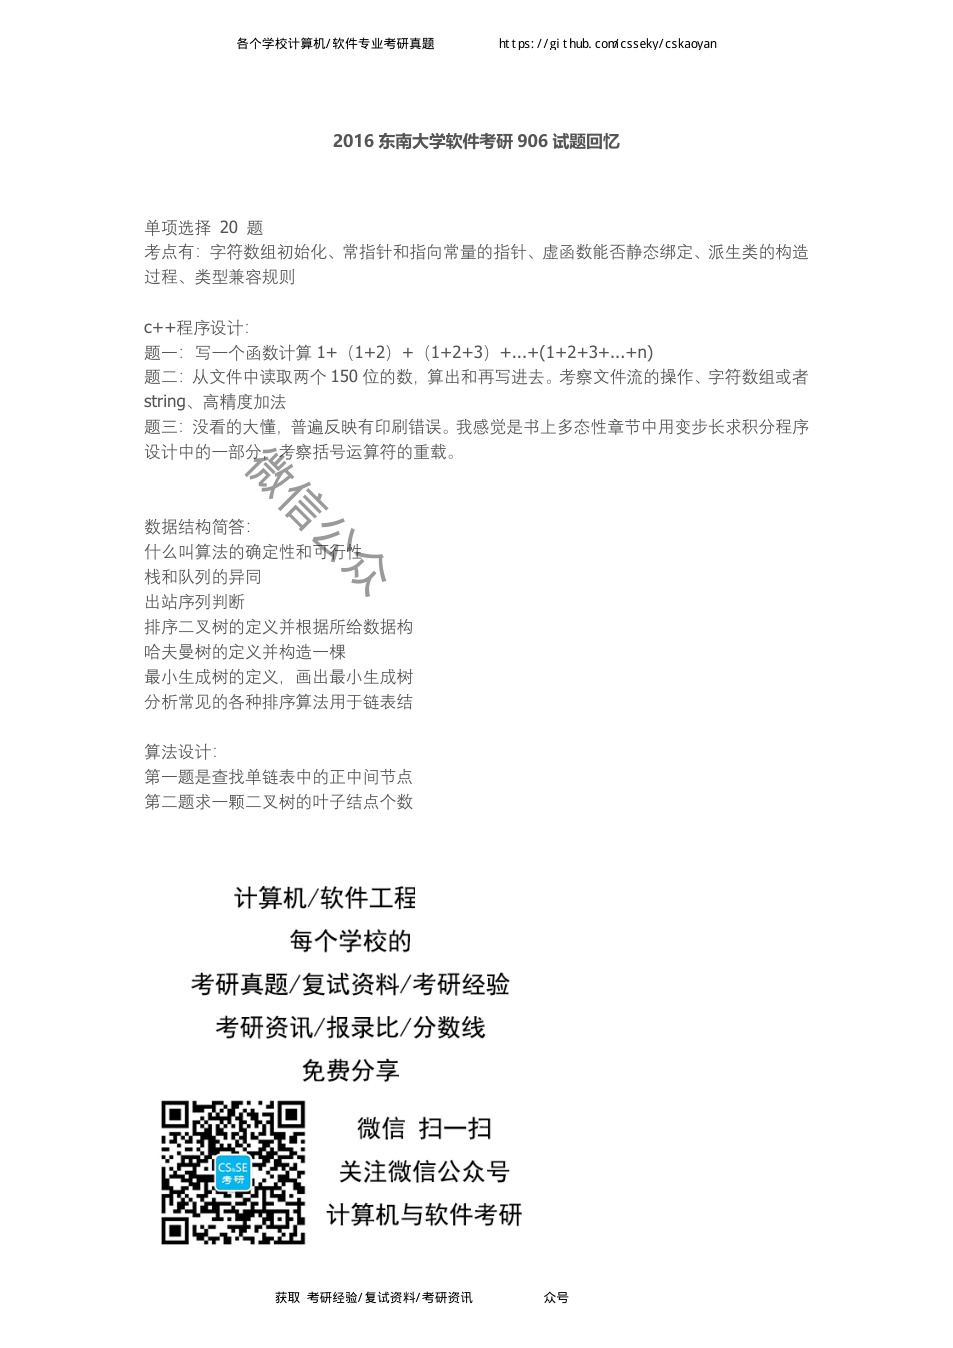 各个学校计算机/软件专业考研真题 https://github.com/csseky/cskaoyan
2016 东南大学软件考研 906 试题回忆
单项选择 20 题
考点有：字符数组初始化、常指针和指向常量的指针、虚函数能否静态绑定、派生类的构造
过程、类型兼容规则
c++程序设计：
题一：写一个函数计算 1+（1+2）+（1+2+3）+...+(1+2+3+...+n)
题二：从文件中读取两个 150 位的数，算出和再写进去。考察文件流的操作、字符数组或者
string、高精度加法
题三：没看的大懂，普遍反映有印刷错误。我感觉是书上多态性章节中用变步长求积分程序
设计中的一部分，考察括号运算符的重载。
微信公众
数据结构简答：
什么叫算法的确定性和可行性
栈和队列的异同
出站序列判断
排序二叉树的定义并根据所给数据构
哈夫曼树的定义并构造一棵
最小生成树的定义，画出最小生成树
分析常见的各种排序算法用于链表结
算法设计：
第一题是查找单链表中的正中间节点
第二题求一颗二叉树的叶子结点个数
计算机/软件工程
每个学校的
考研真题/复试资料/考研经验
考研资讯/报录比/分数线
免费分享
CS&SE
考研
微信 扫一扫
关注微信公众号
计算机与软件考研
获取 考研经验/复试资料/考研资讯 众号